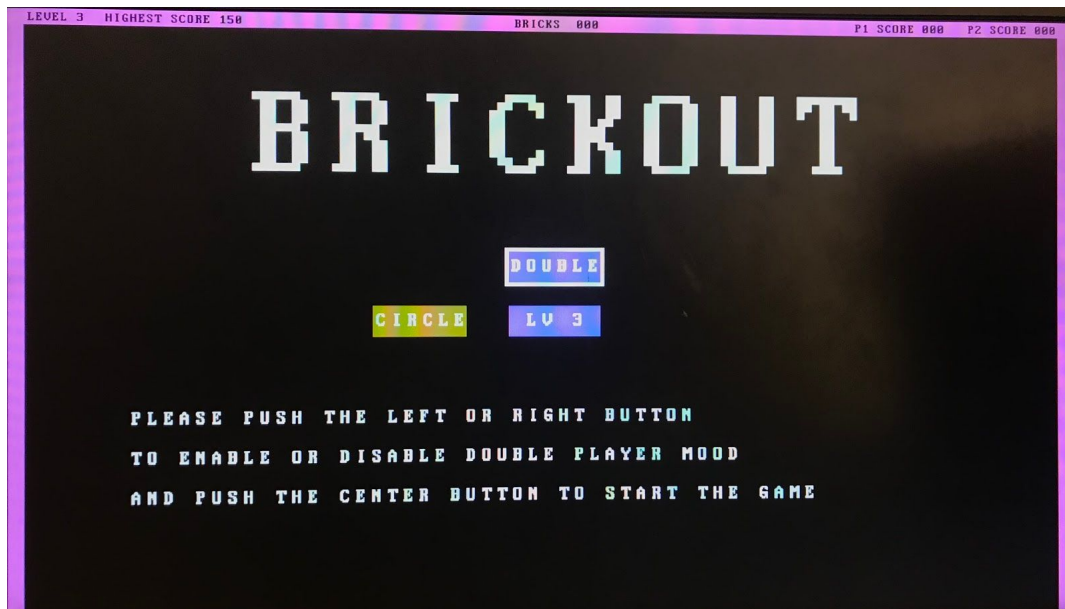 LEVEL 3 HIGHEST SCORE 150 BRICKS 000 P1 SCORE 000 P2 SCORE 000
BRICKOUT
DOUBLE
CIRCLE LV 3
PLEASE PUSH THE LEFT OR RIGHT BUTTON
TO ENABLE OR DISABLE DOUBLE PLAYER MOOD
AND PUSH THE CENTER BUTTON TO START THE GAME